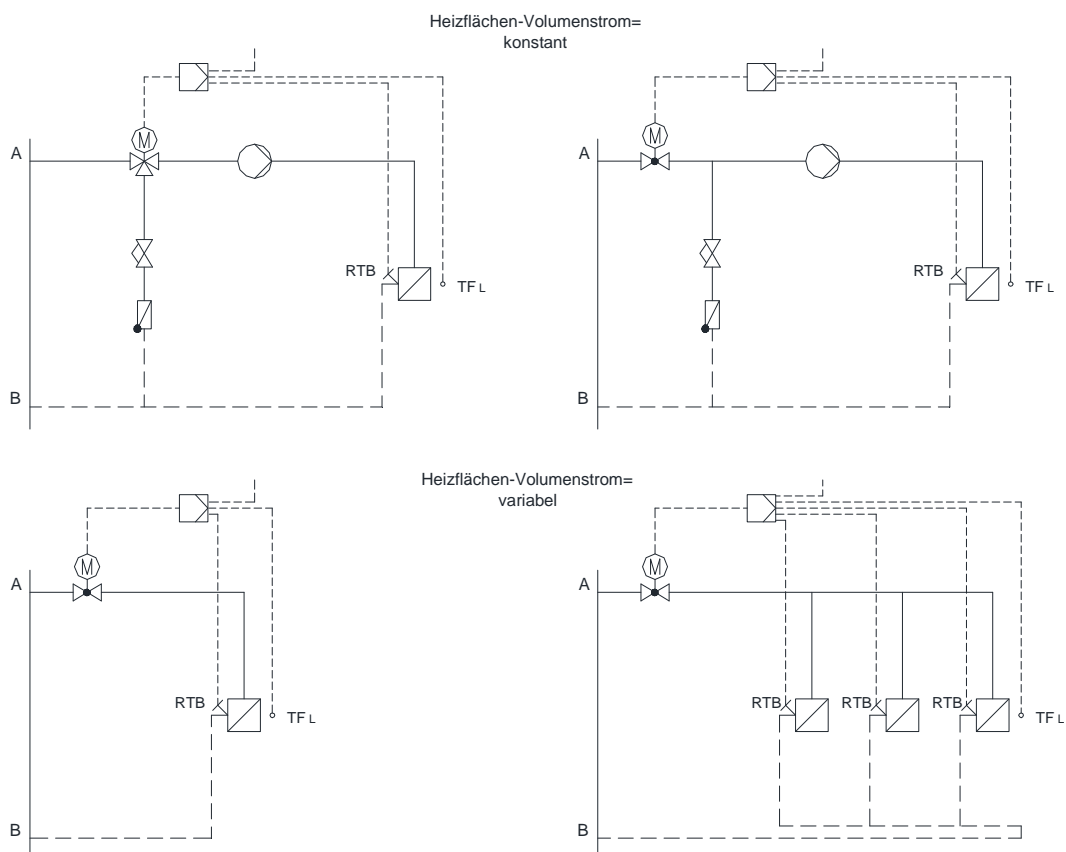 Heizflächen-Volumenstrom=
konstant
M
M
A
A
RTB
TF L
RTB
TF L
B
B
Heizflächen-Volumenstrom=
variabel
M
M
A
A
RTB
TF L
RTB
RTB
RTB
TF L
B
B